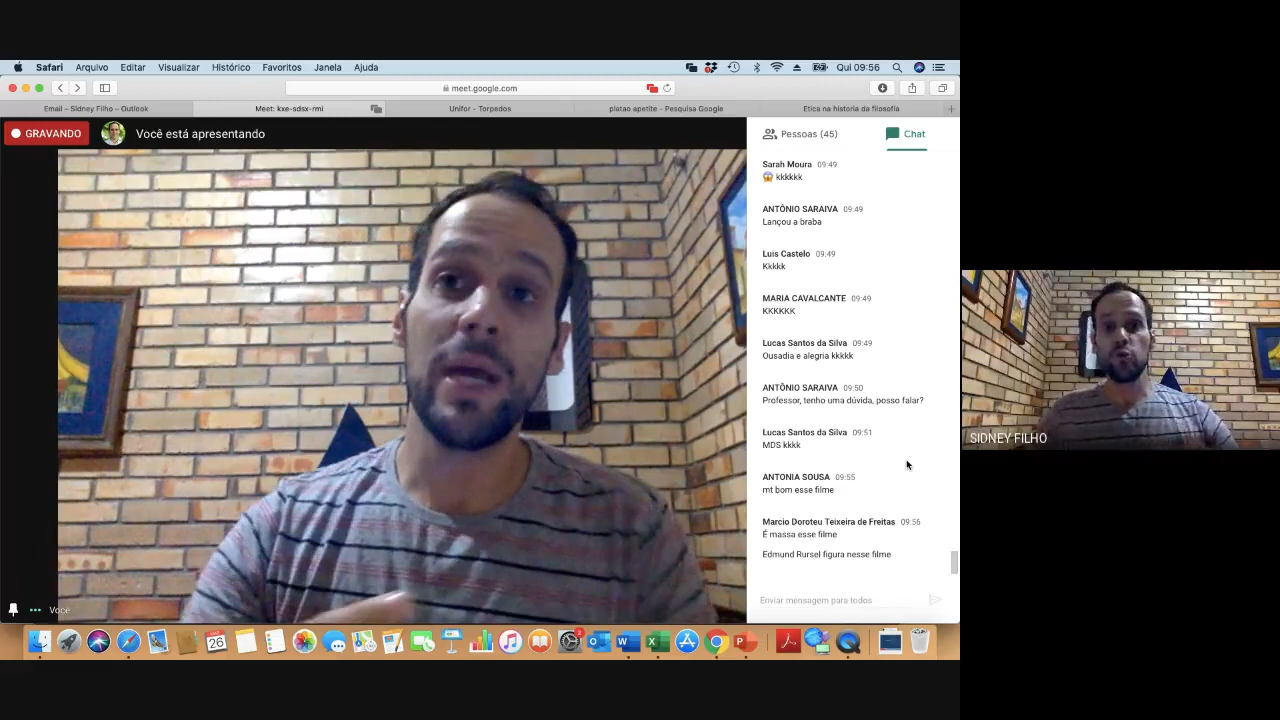 Safari Arquivo Editar Visualizar Histórico Favoritos Janela Ajuda Qui 09:56
meet.google.com
Email – Sidney Filho – Outlook Meet: kxe-sdsx-rmi Unifor - Torpedos platao apetite - Pesquisa Google Etica na historia da filosofia
GRAVANDO Você está apresentando
Pessoas (45) Chat
Sarah Moura 09:49
😱 kkkkkk
ANTÔNIO SARAIVA 09:49
Lançou a braba
Luis Castelo 09:49
Kkkkk
MARIA CAVALCANTE 09:49
KKKKKK
Lucas Santos da Silva 09:49
Ousadia e alegria kkkkk
ANTÔNIO SARAIVA 09:50
Professor, tenho uma dúvida, posso falar?
Lucas Santos da Silva 09:51
MDS kkkk
ANTONIA SOUSA 09:55
mt bom esse filme
Marcio Doroteu Teixeira de Freitas 09:56
É massa esse filme
Edmund Rursel figura nesse filme
Enviar mensagem para todos
Você
SIDNEY FILHO
26
2